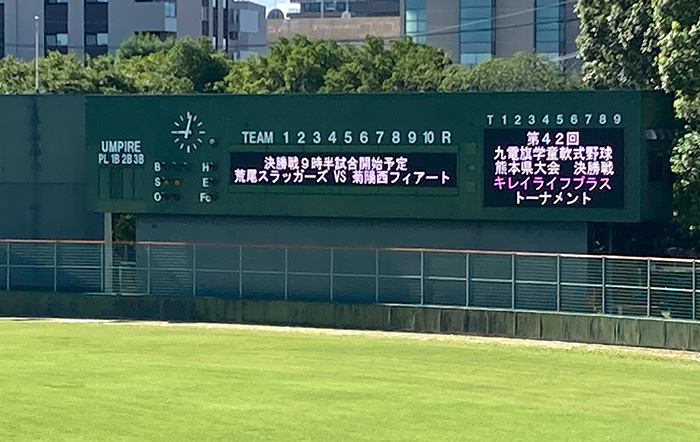 UMPIRE
PL 1B 2B 3B
B H
S E
O Fc
TEAM 1 2 3 4 5 6 7 8 9 10 R
決勝戦9時半試合開始予定
荒尾スラッガーズ VS 菊陽西フィアート
T 1 2 3 4 5 6 7 8 9
第42回
九電旗学童軟式野球
熊本県大会 決勝戦
キレイライフプラス
トーナメント